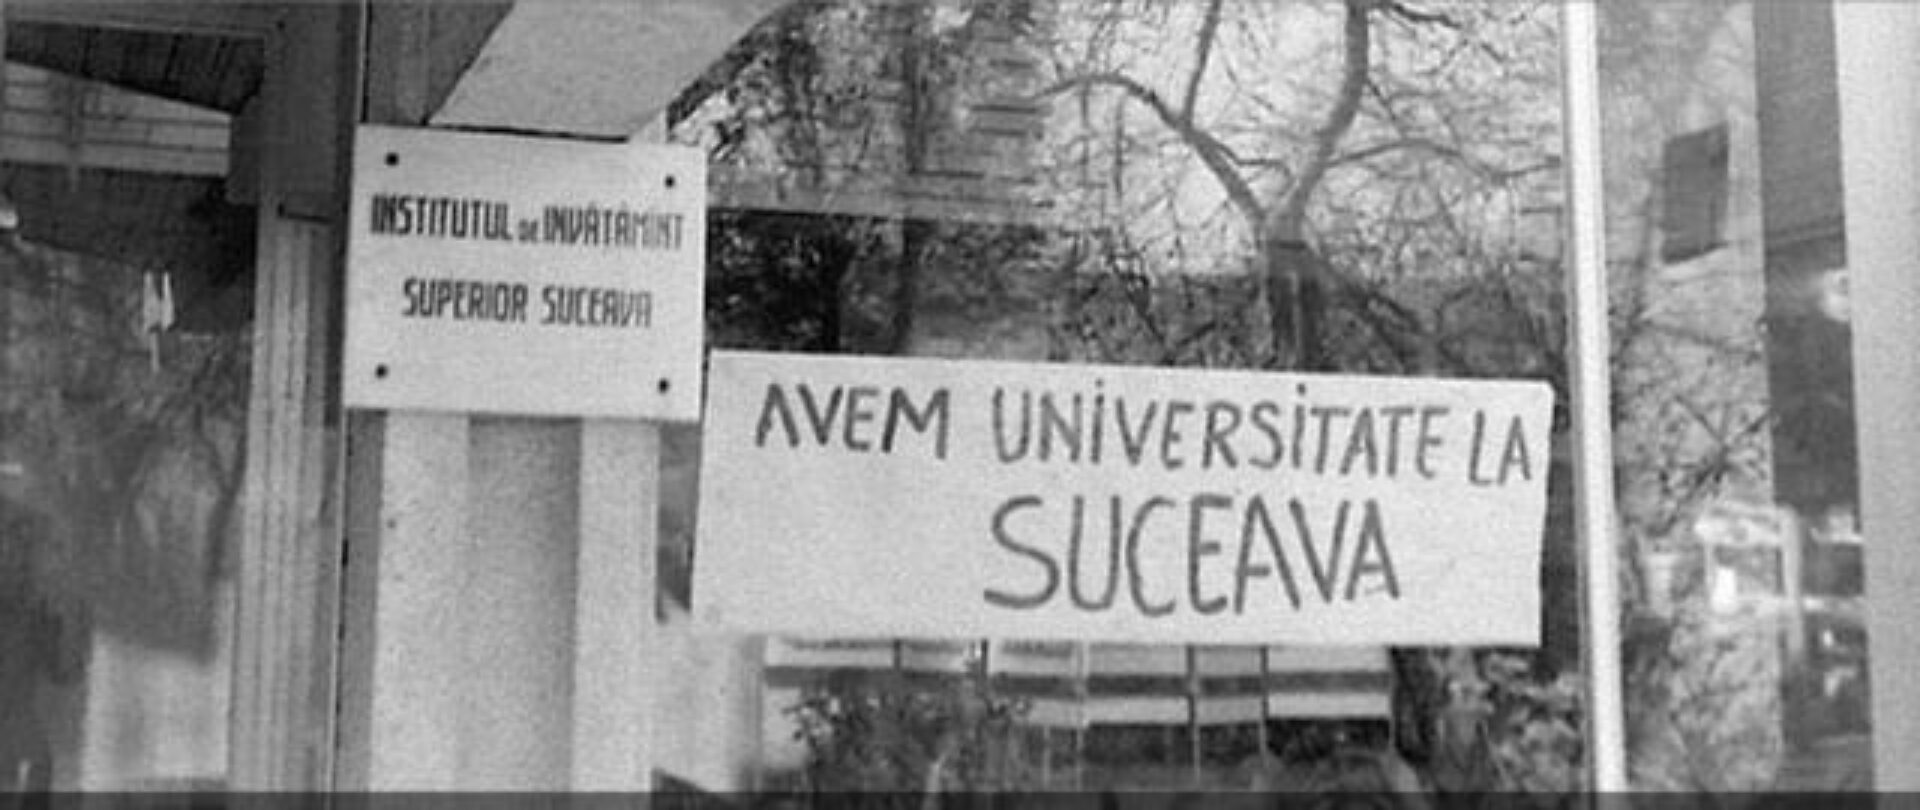 INSTITUTUL DE INVĂȚĂMINT
SUPERIOR SUCEAVA
AVEM UNIVERSITATE LA
SUCEAVA